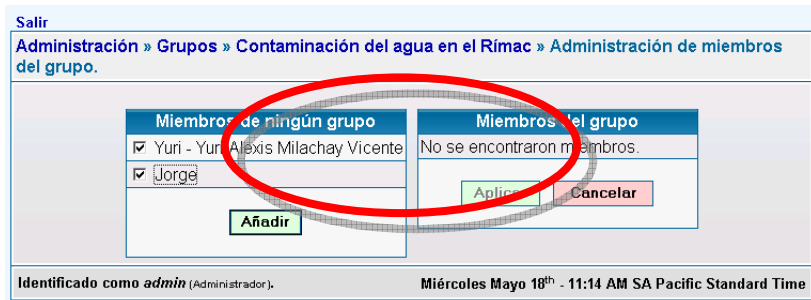 Salir
Administración » Grupos » Contaminación del agua en el Rímac » Administración de miembros
del grupo.
Miembros de ningún grupo
Yuri - Yuri Alexis Milachay Vicente
Jorge
Añadir
Miembros del grupo
No se encontraron miembros.
Aplicar Cancelar
Identificado como admin (Administrador).
Miércoles Mayo 18th - 11:14 AM SA Pacific Standard Time